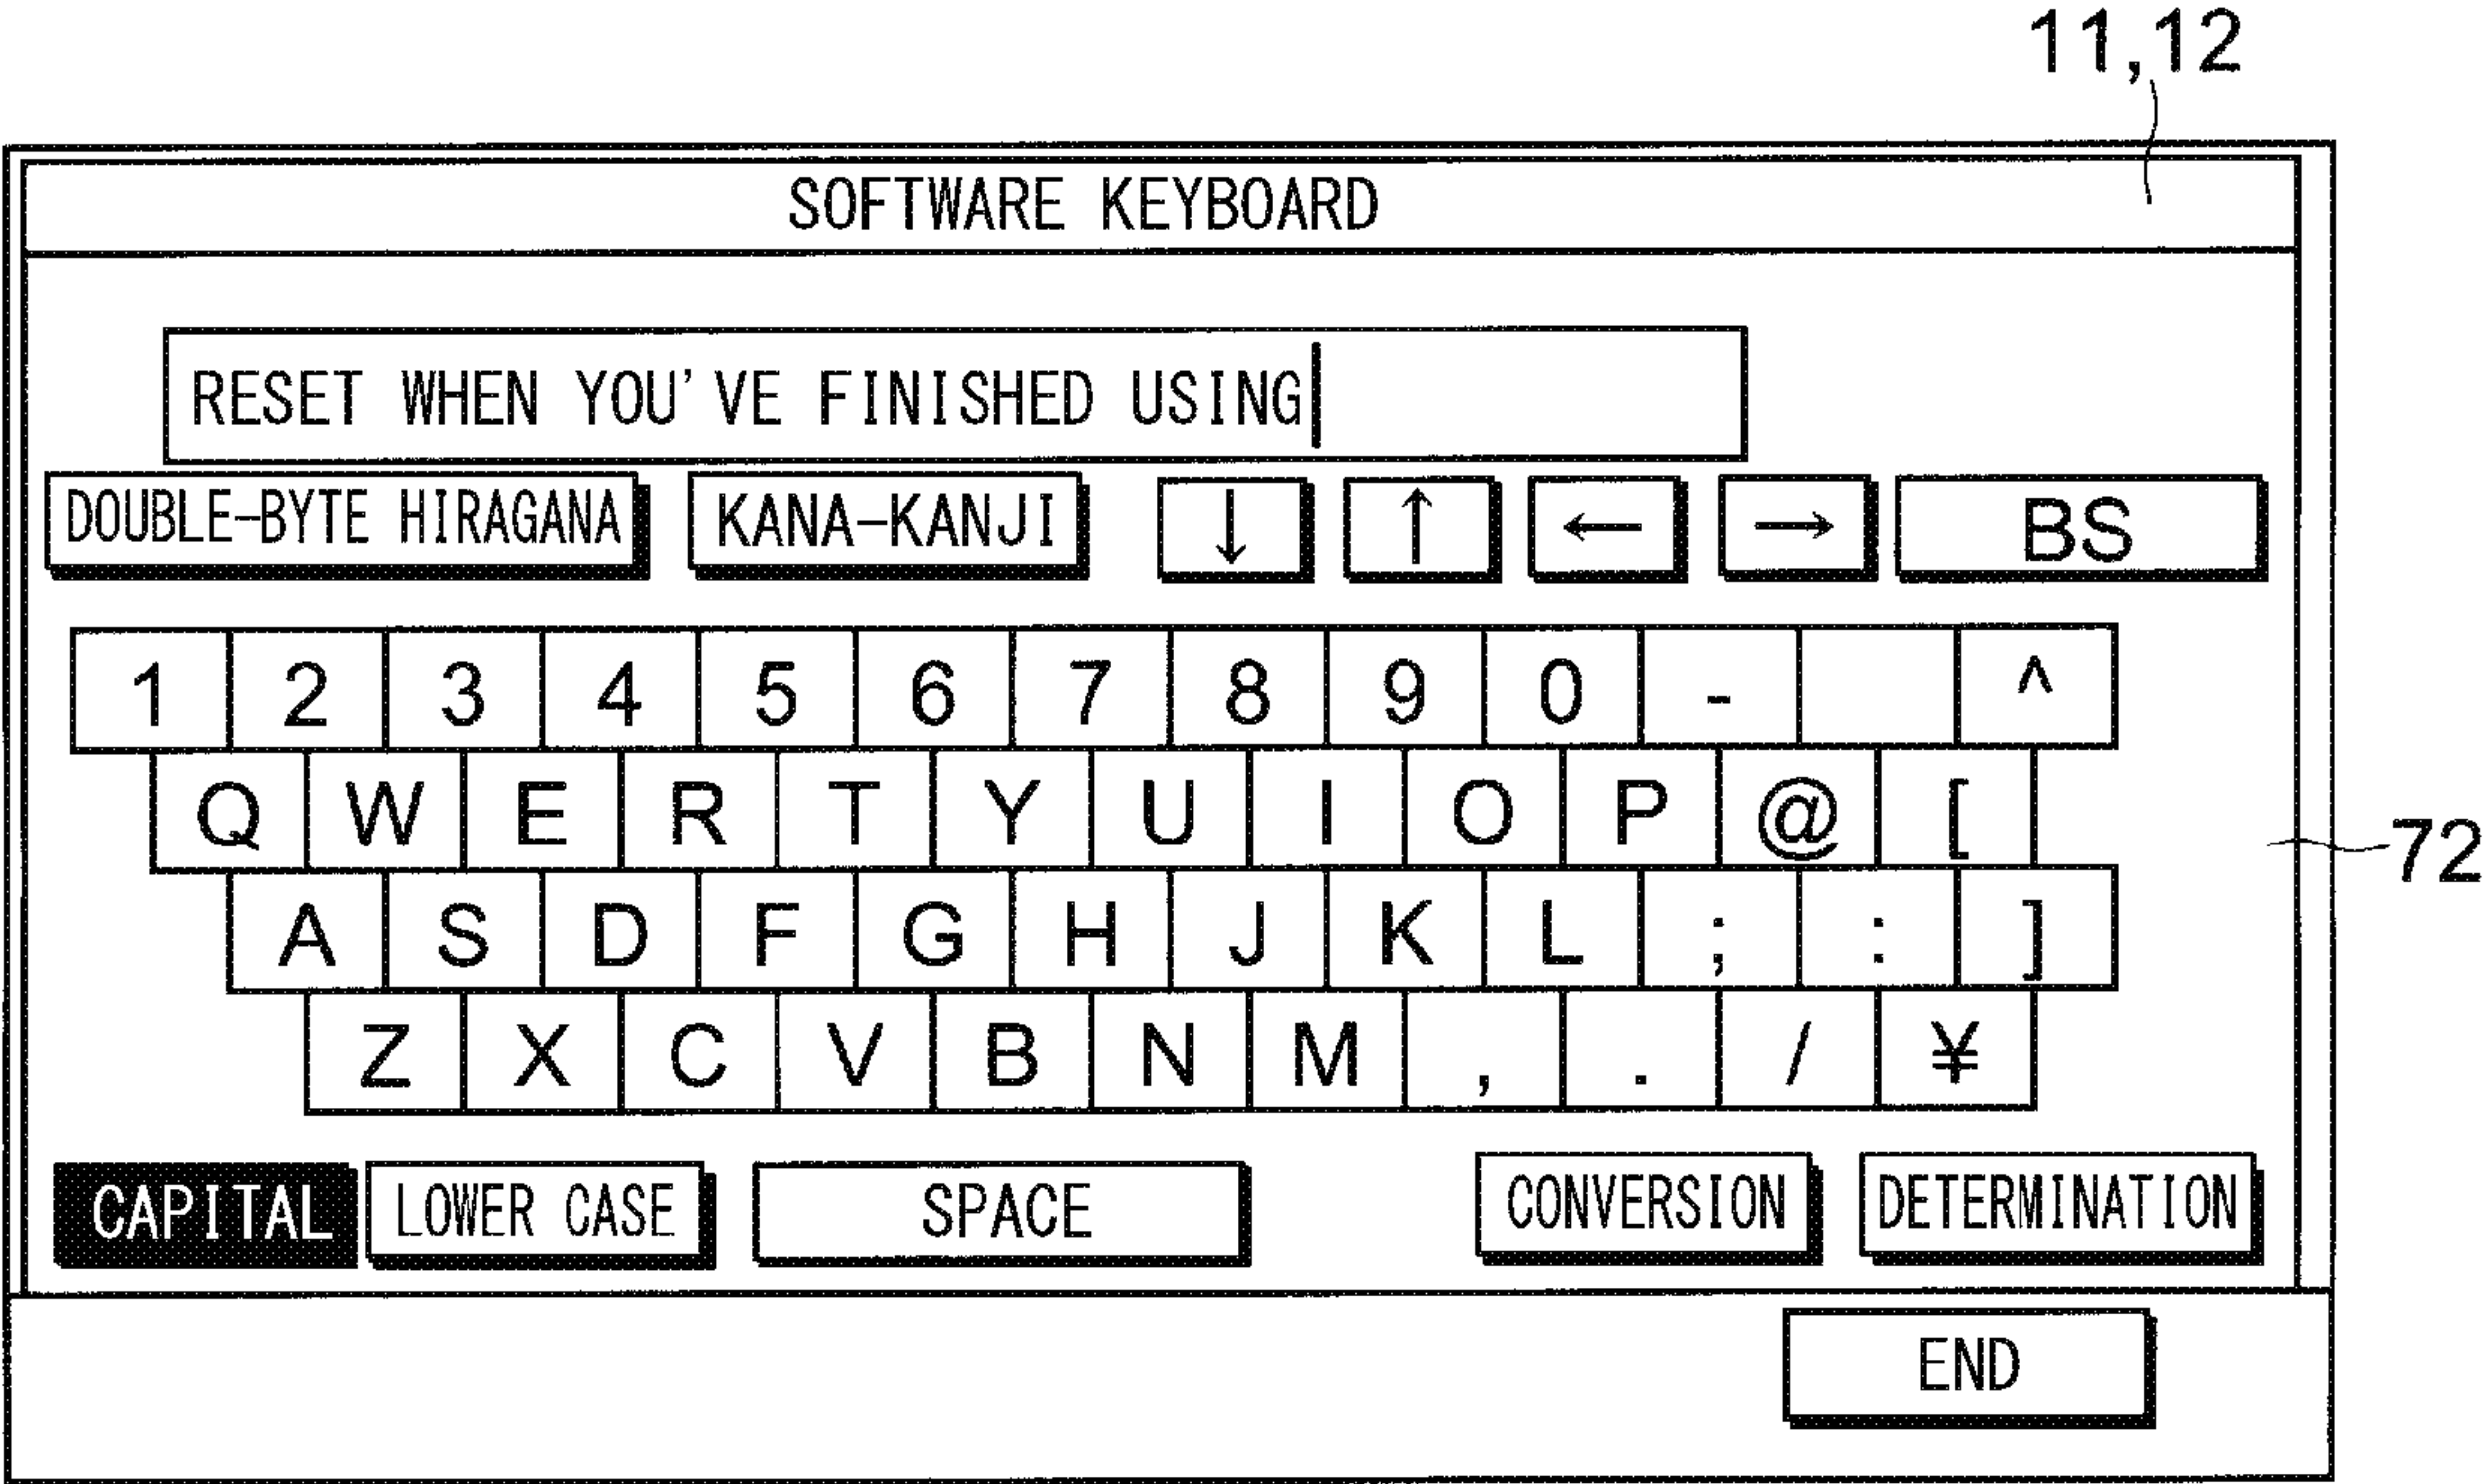 11,12
SOFTWARE KEYBOARD
RESET WHEN YOU'VE FINISHED USING
DOUBLE-BYTE HIRAGANA KANA-KANJI ↓ ↑ ← → BS
1 2 3 4 5 6 7 8 9 0 - ^
Q W E R T Y U I O P @ [
72
A S D F G H J K L ; : ]
Z X C V B N M , . / ¥
CAPITAL LOWER CASE SPACE CONVERSION DETERMINATION
END